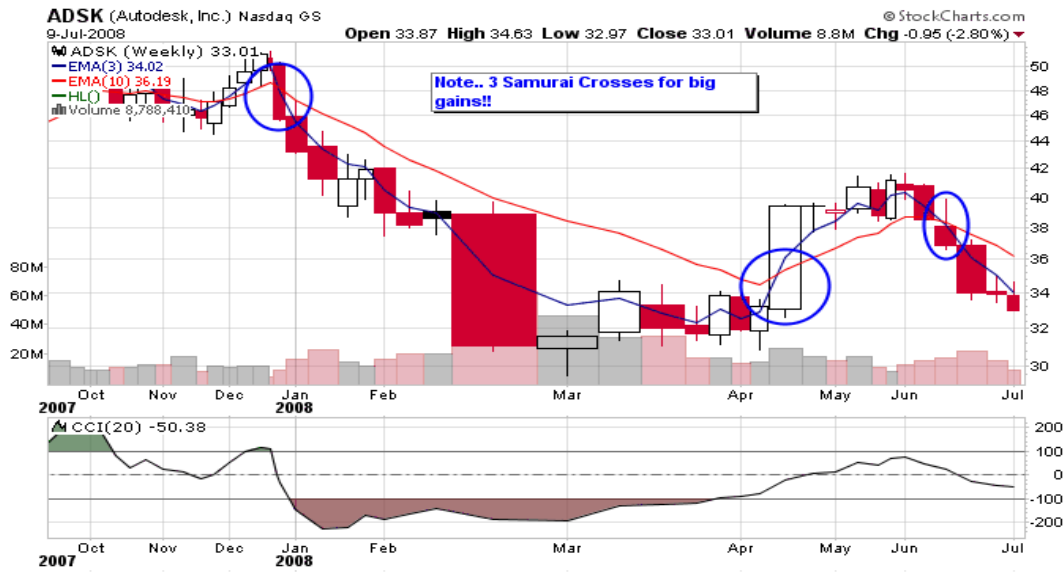 ADSK (Autodesk, Inc.) Nasdaq GS © StockCharts.com
9-Jul-2008 Open 33.87 High 34.63 Low 32.97 Close 33.01 Volume 8.8M Chg -0.95 (-2.80%)
ADSK (Weekly) 33.01
EMA(3) 34.02
EMA(10) 36.19
HL()
Volume 8,788,410
Note.. 3 Samurai Crosses for big
gains!!
50
48
46
44
42
40
38
36
34
32
30
80M
60M
40M
20M
Oct Nov Dec Jan Feb Mar Apr May Jun Jul
2007 2008
CCI(20) -50.38
200
100
0
-100
-200
Oct Nov Dec Jan Feb Mar Apr May Jun Jul
2007 2008